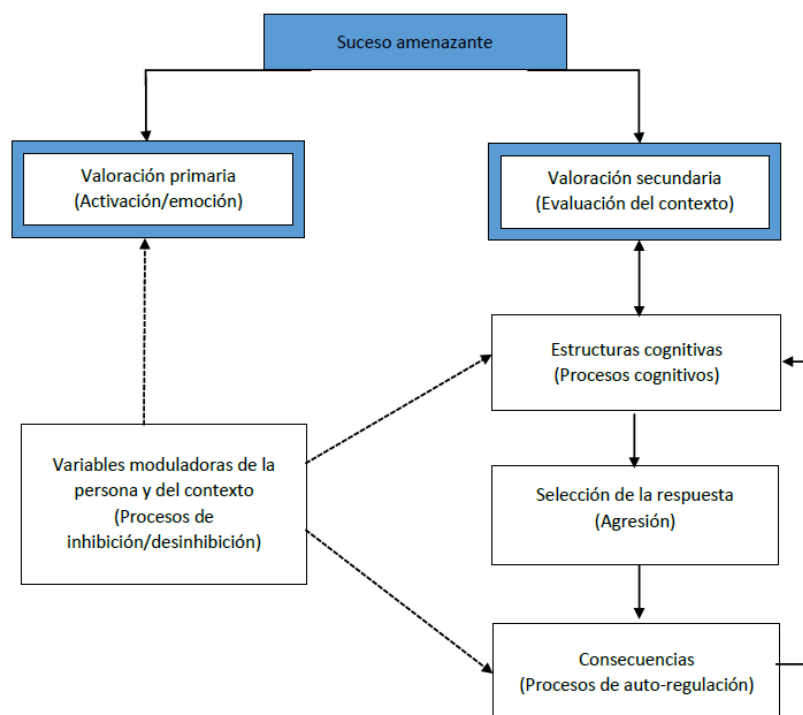 Suceso amenazante
Valoración primaria
(Activación/emoción)
Valoración secundaria
(Evaluación del contexto)
Estructuras cognitivas
(Procesos cognitivos)
Variables moduladoras de la
persona y del contexto
(Procesos de
inhibición/desinhibición)
Selección de la respuesta
(Agresión)
Consecuencias
(Procesos de auto-regulación)